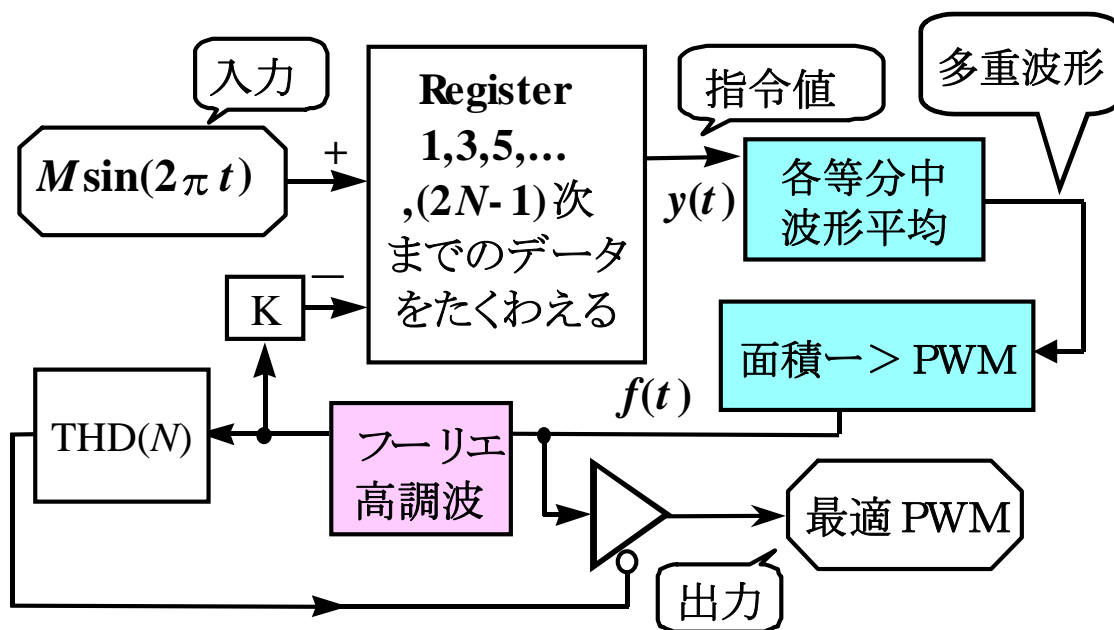 入力
M sin(2π t)
+
Register
1,3,5,...
,(2N-1)次
までのデータ
をたくわえる
指令値
y(t)
多重波形
各等分中
波形平均
−
K
面積ー＞PWM
f(t)
THD(N)
フーリエ
高調波
最適 PWM
出力